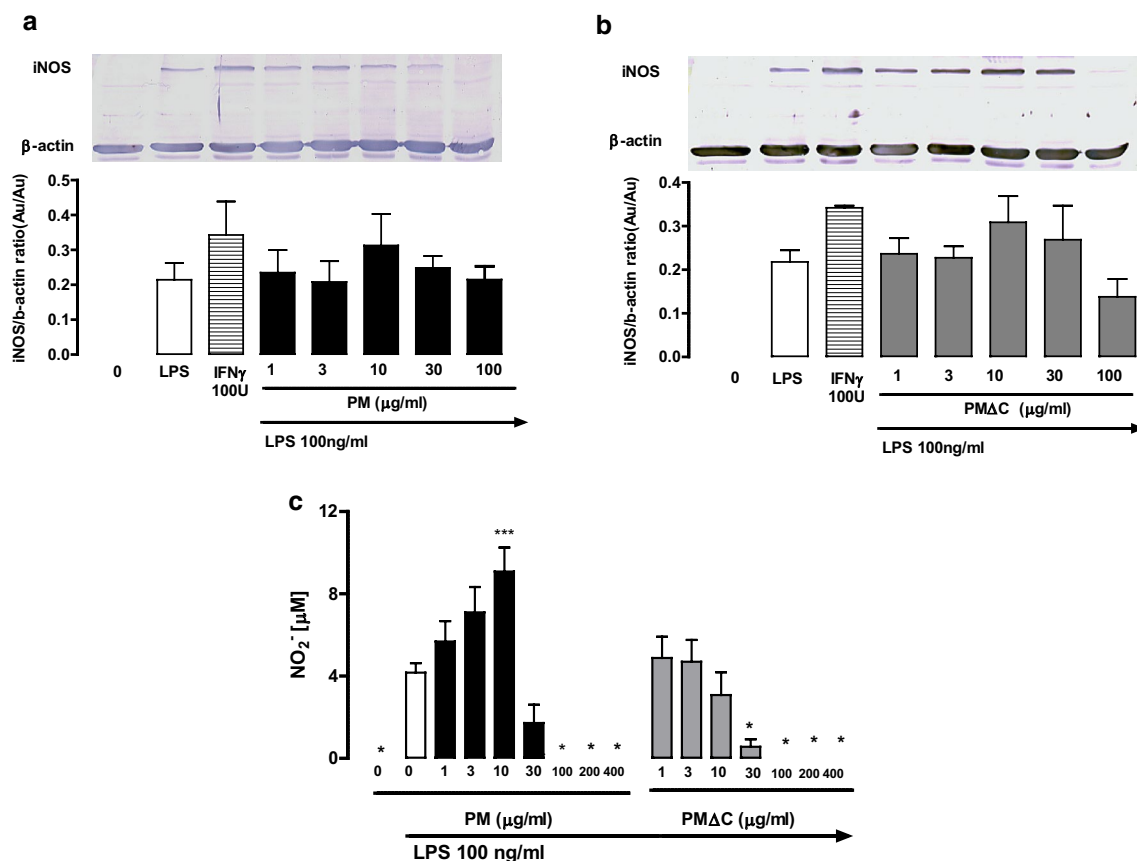 a
iNOS
β-actin
iNOS/b-actin ratio(Au/Au)
0.5
0.4
0.3
0.2
0.1
0.0
0 LPS IFNγ 1 3 10 30 100
100U
PM (μg/ml)
LPS 100ng/ml
b
iNOS
β-actin
iNOS/b-actin ratio(Au/Au)
0.4
0.3
0.2
0.1
0.0
0 LPS IFNγ 1 3 10 30 100
100U
PMΔC (μg/ml)
LPS 100ng/ml
c
NO₂⁻ [μM]
12
8
4
0
***
* * * * * * * *
0 0 1 3 10 30 100 200 400 1 3 10 30 100 200 400
PM (μg/ml) PMΔC (μg/ml)
LPS 100 ng/ml